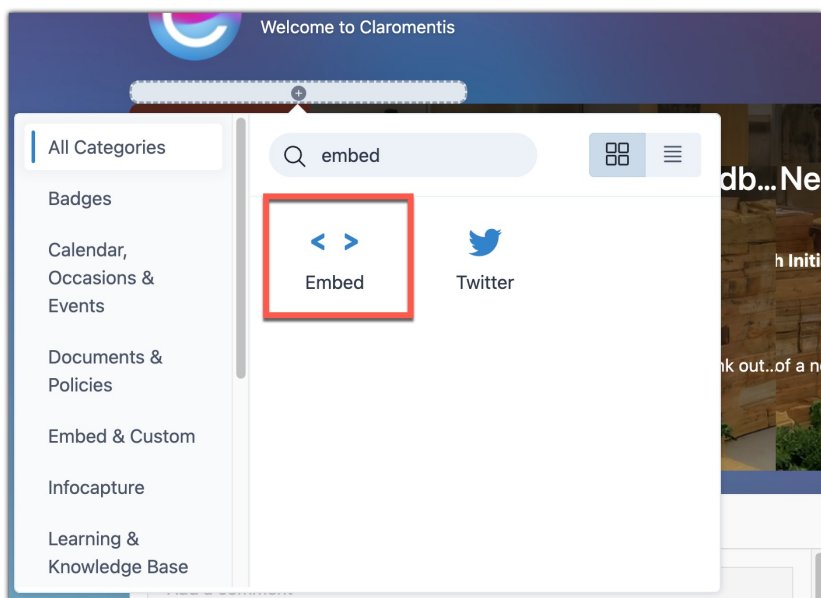 Welcome to Claromentis
All Categories
Badges
Calendar,
Occasions &
Events
Documents &
Policies
Embed & Custom
Infocapture
Learning &
Knowledge Base
embed
< >
Embed
Twitter
db...Ne
h Initi
nk out..of a n